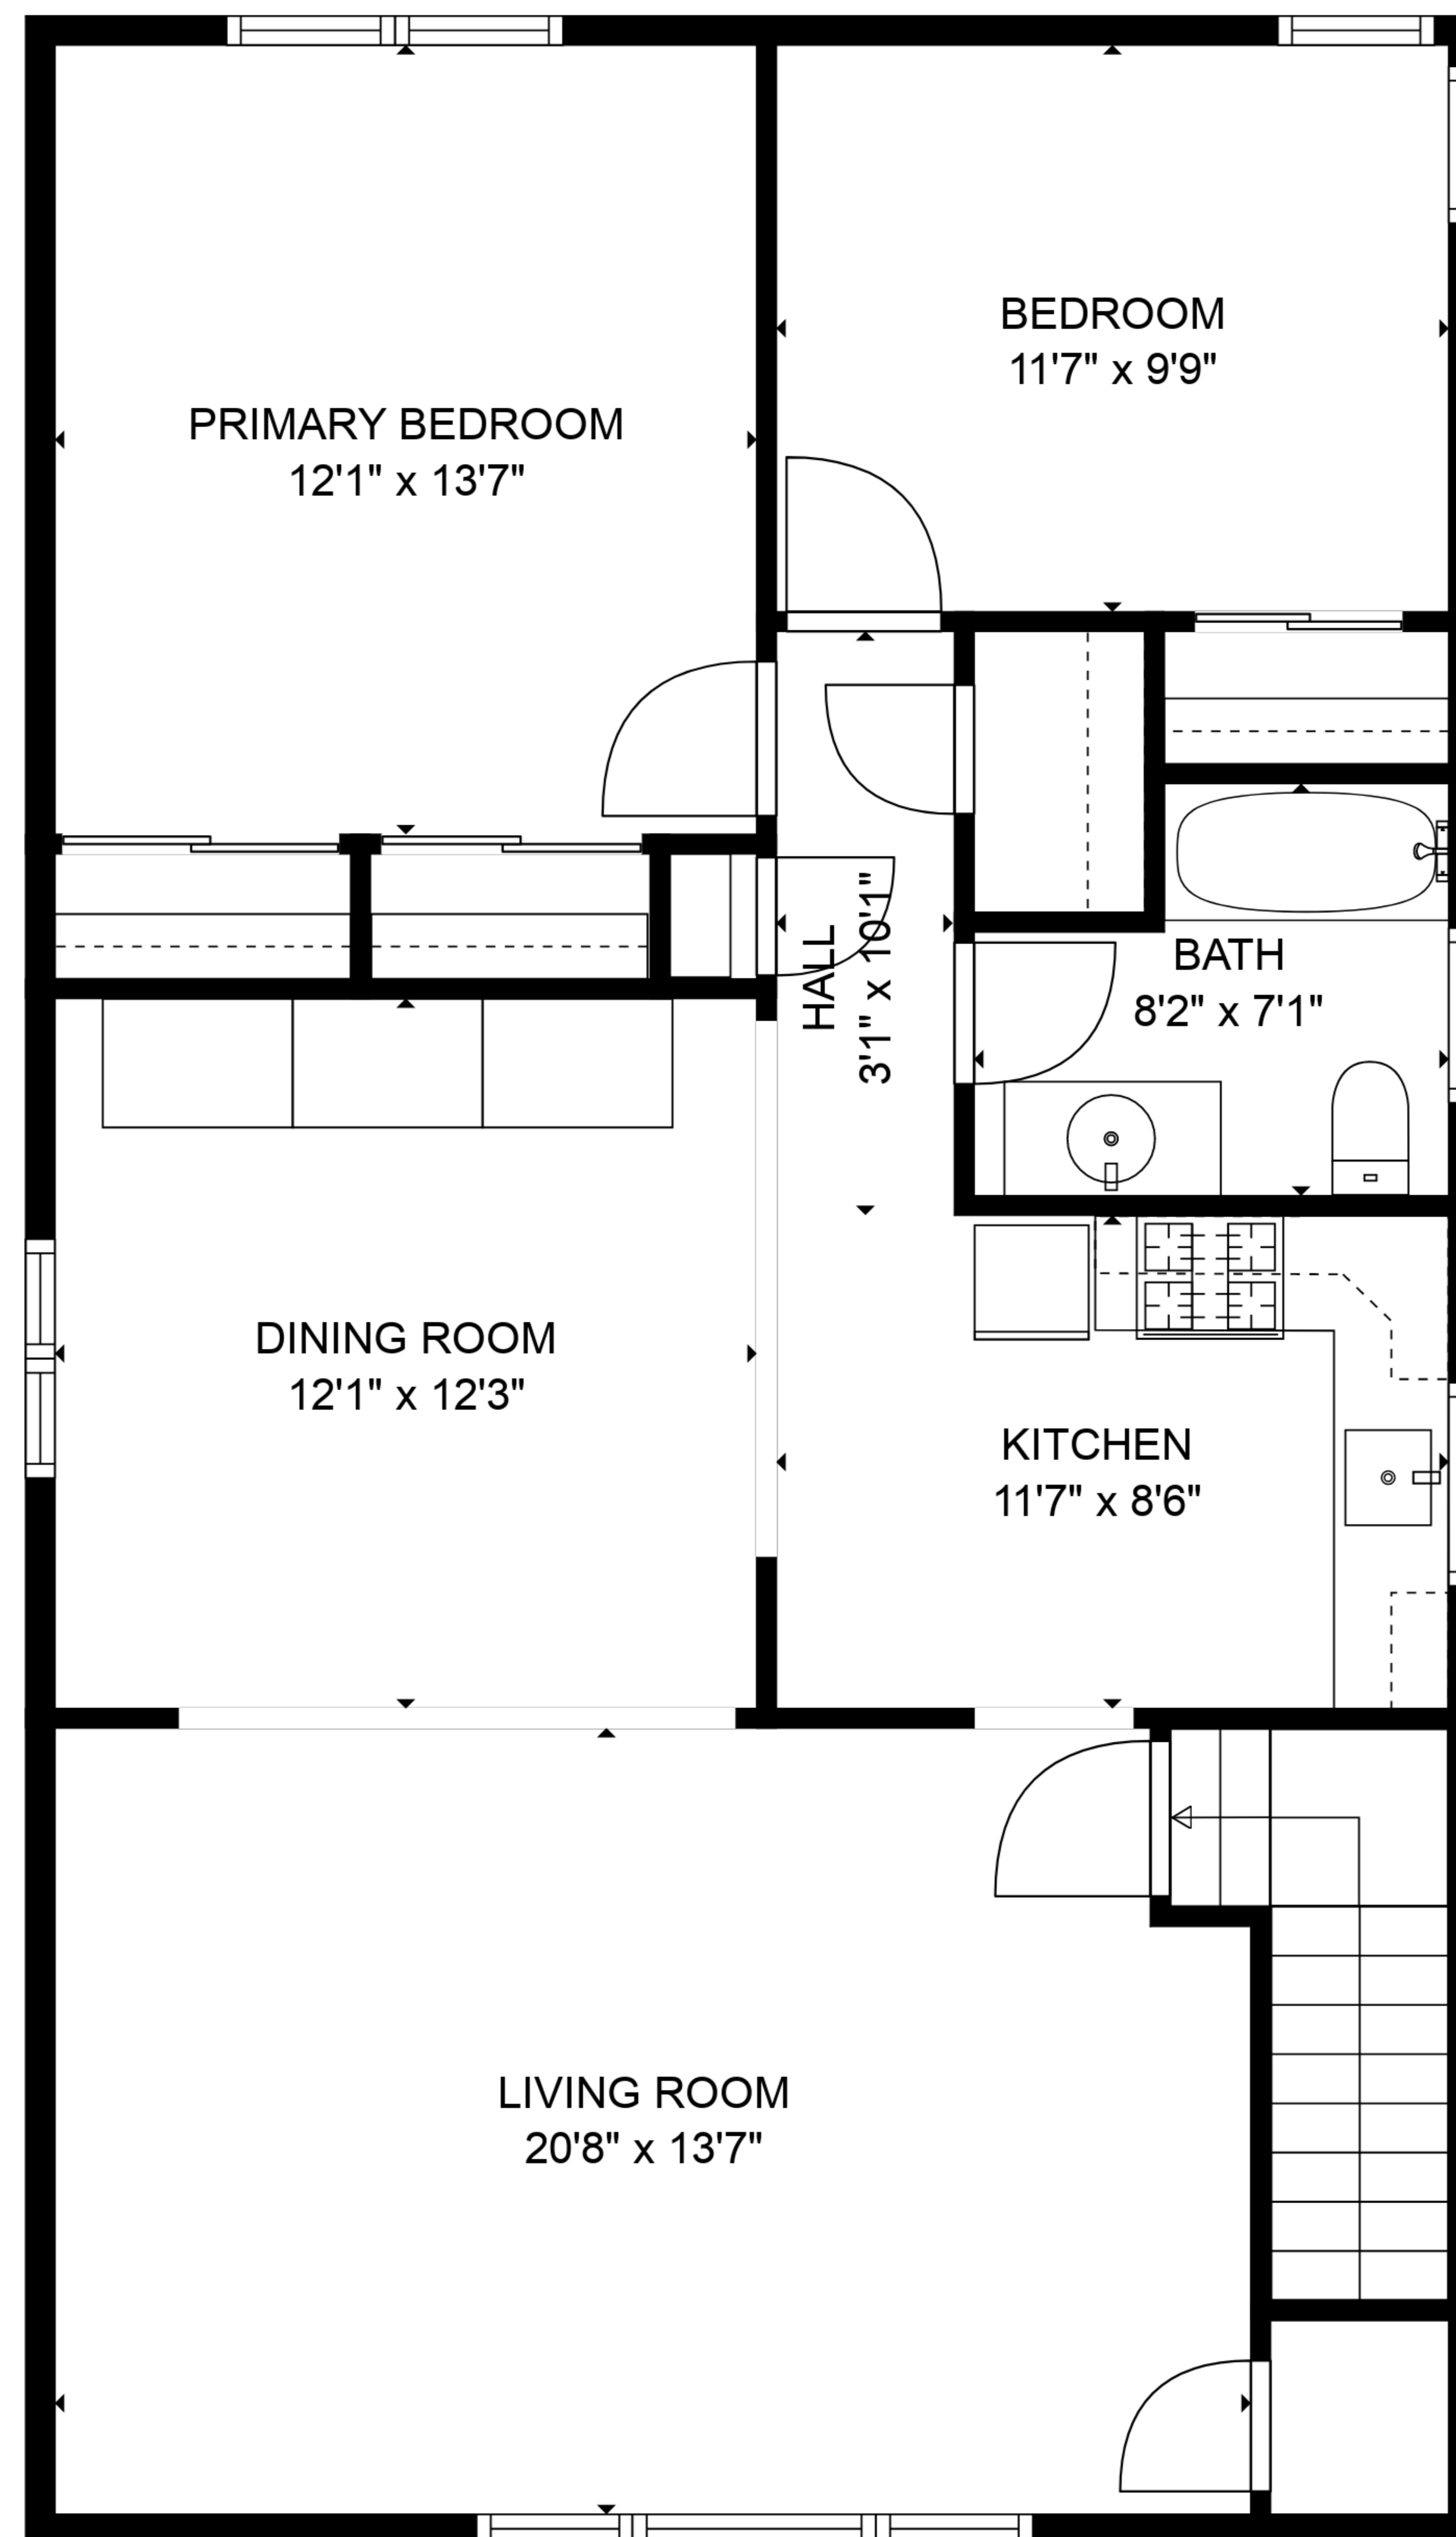 BEDROOM
11'7" x 9'9"
PRIMARY BEDROOM
12'1" x 13'7"
HALL
3'1" x 10'1"
BATH
8'2" x 7'1"
DINING ROOM
12'1" x 12'3"
KITCHEN
11'7" x 8'6"
LIVING ROOM
20'8" x 13'7"